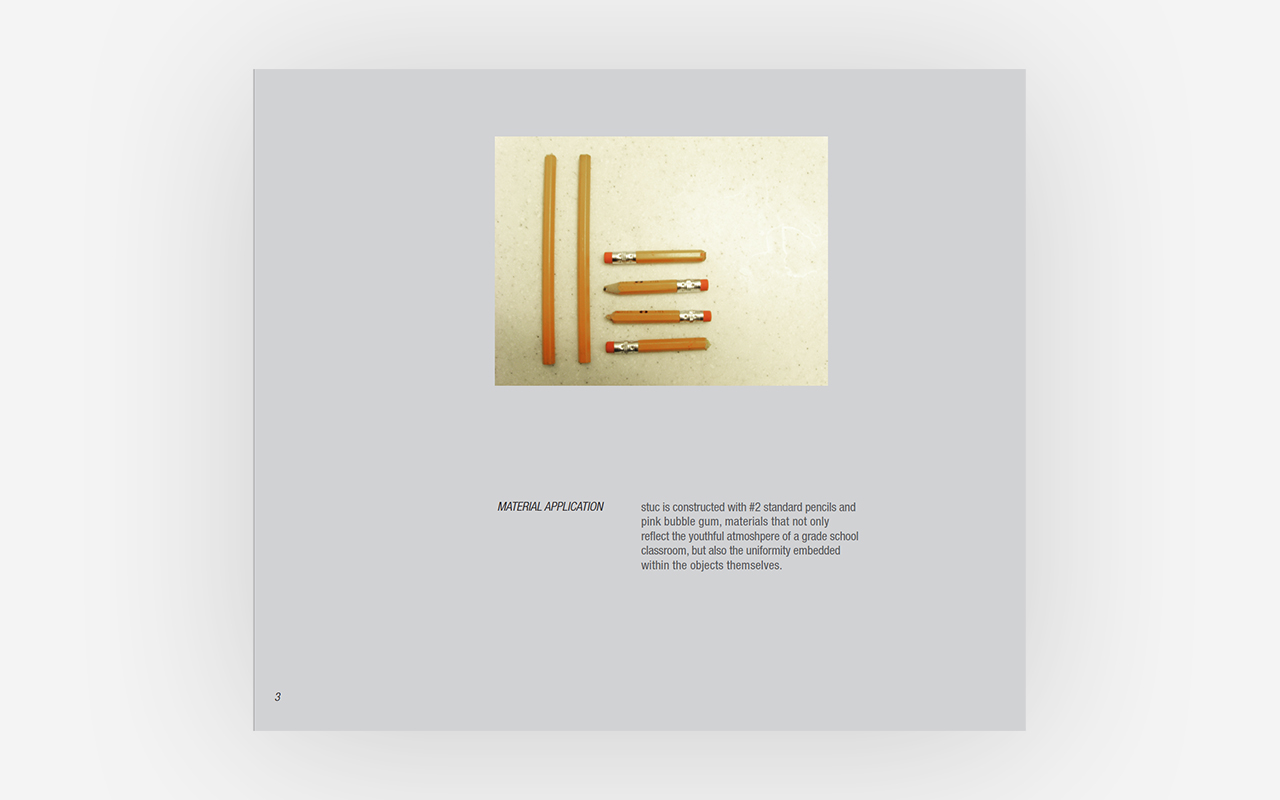 MATERIAL APPLICATION
stuc is constructed with #2 standard pencils and
pink bubble gum, materials that not only
reflect the youthful atmoshpere of a grade school
classroom, but also the uniformity embedded
within the objects themselves.
3